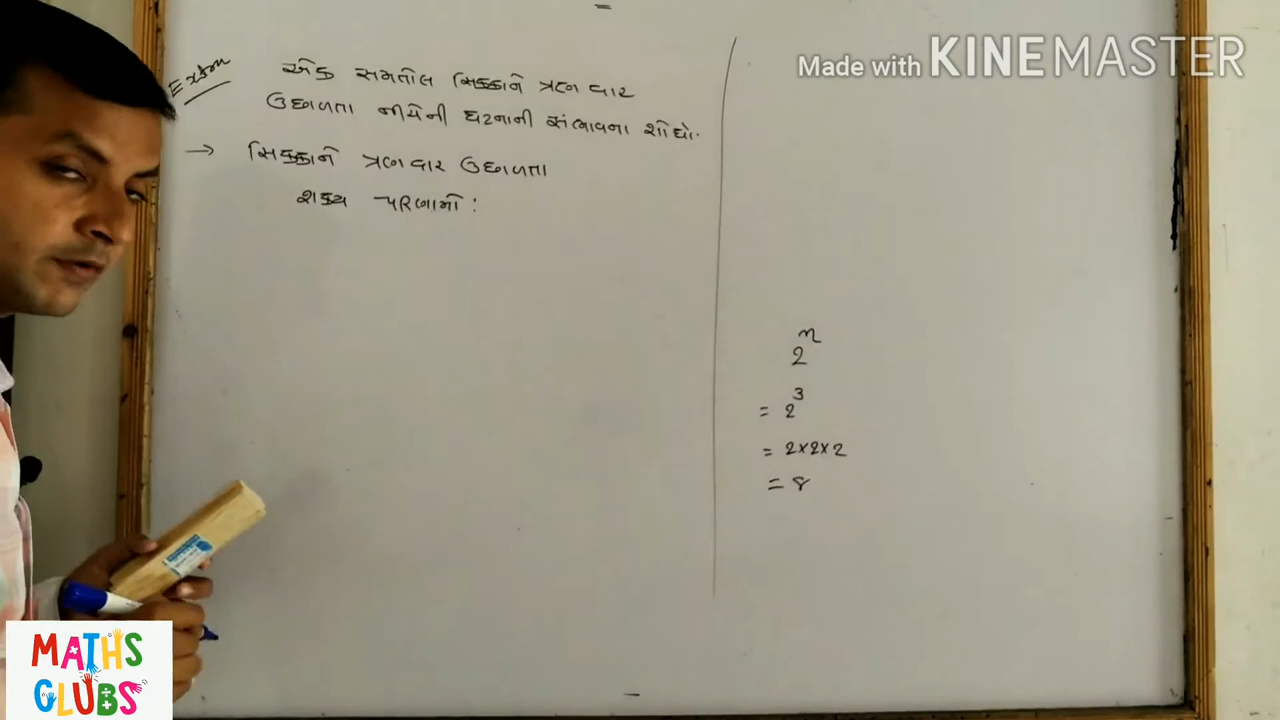 Exam
એક સમતોલ સિક્કાને ત્રણ વાર
ઉછાળતા નીચેની ઘટનાની સંભાવના શોધો.
→ સિક્કાને ત્રણ વાર ઉછાળતા
શક્ય પરિણામો :
2ⁿ
= 2³
= 2×2×2
= 8
Made with KINEMASTER
MATHS
CLUBS